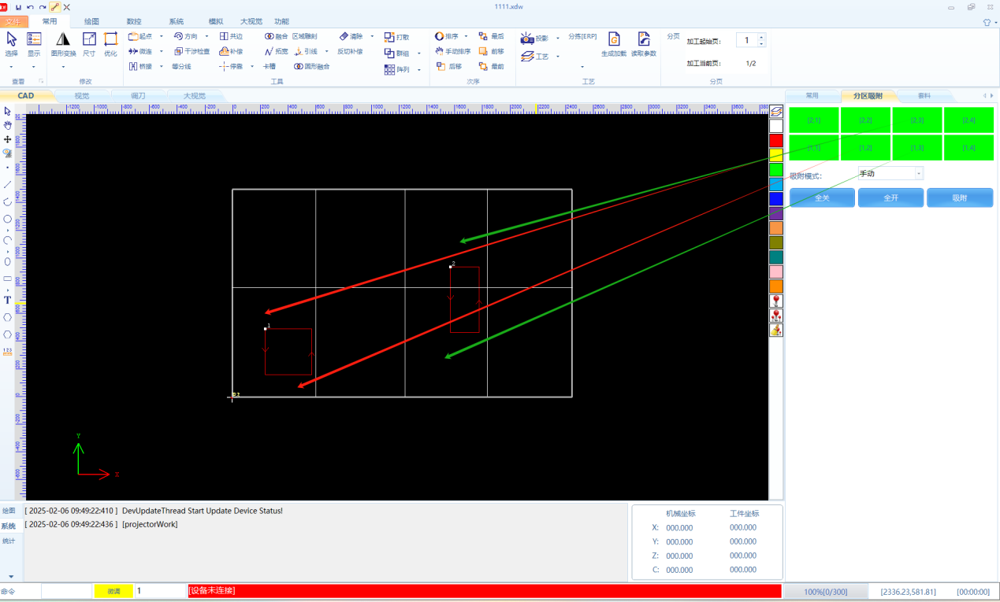 1111.xdw
文件 常用 绘图 数控 系统 模拟 大视觉 功能
选择 显示 图形变换 尺寸 优化
起点 方向 共边 融合 区域雕刻 清除 打散
微连 干涉检查 补偿 拓宽 引线 反切补偿 群组
桥接 等分线 停靠 卡槽 圆形融合 阵列
排序 最后
手动排序 前移
后移 最前
投影 分拣(ERP)
工艺
生成加载 读取参数
分页 加工起始页: 1
加工当前页: 1/2
查看 修改 工具 次序 工艺 分页
CAD 视觉 调刀 大视觉
常用 分区吸附 套料
-1200 -1000 -800 -600 -400 -200 0 200 400 600 800 1000 1200 1400 1600 1800 2000 2200 2400 2600 2800 3000 3200 3400 3600 380
[2,1] [2,2] [2,3] [2,4]
[1,1] [1,2] [1,3] [1,4]
吸附模式: 手动
全关 全开 吸附
2
1
T
123
Y
X
绘图
系统
统计
[ 2025-02-06 09:49:22:410 ] DevUpdateThread Start Update Device Status!
[ 2025-02-06 09:49:22:436 ] [projectorWork]
机械坐标 工件坐标
X: 000.000 000.000
Y: 000.000 000.000
Z: 000.000 000.000
C: 000.000 000.000
命令 微调 1 [设备未连接] 100%[0/300] [2336.23,581.81] [00:00:00]